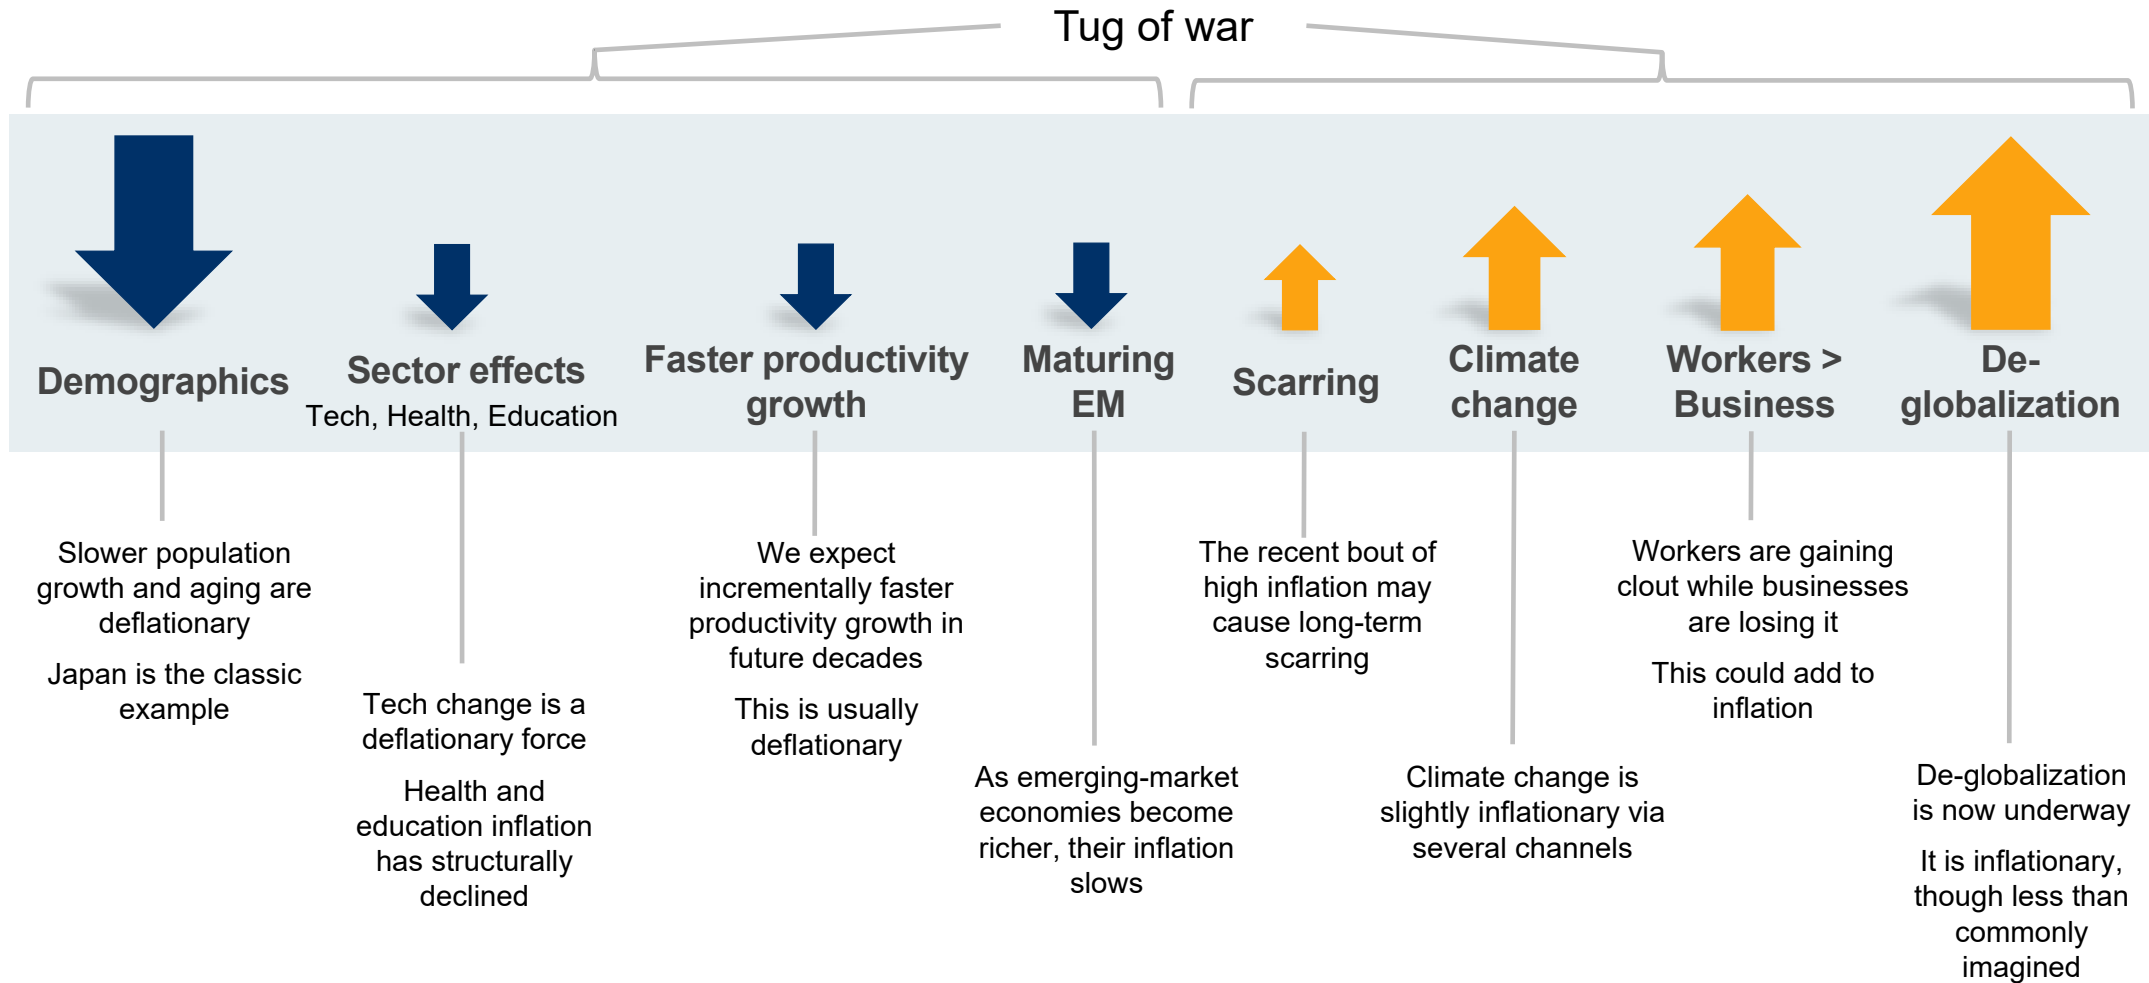 Tug of war
Demographics
Sector effects
Tech, Health, Education
Faster productivity
growth
Maturing
EM
Scarring
Climate
change
Workers >
Business
De-
globalization
Slower population
growth and aging are
deflationary
Japan is the classic
example
Tech change is a
deflationary force
Health and
education inflation
has structurally
declined
We expect
incrementally faster
productivity growth in
future decades
This is usually
deflationary
As emerging-market
economies become
richer, their inflation
slows
The recent bout of
high inflation may
cause long-term
scarring
Climate change is
slightly inflationary via
several channels
Workers are gaining
clout while businesses
are losing it
This could add to
inflation
De-globalization
is now underway
It is inflationary,
though less than
commonly
imagined